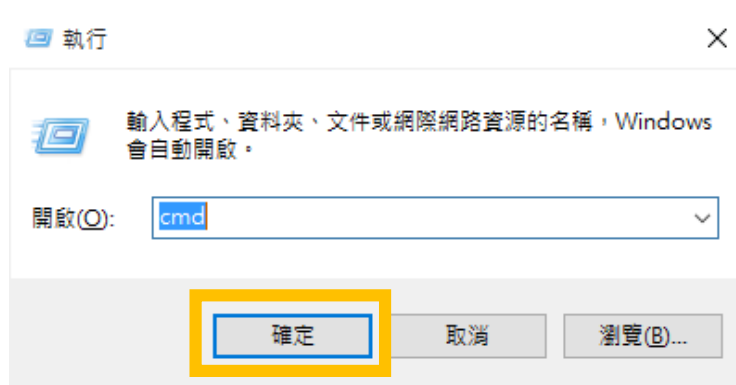 執行
輸入程式、資料夾、文件或網際網路資源的名稱，Windows
會自動開啟。
開啟(O):
cmd
確定
取消
瀏覽(B)...